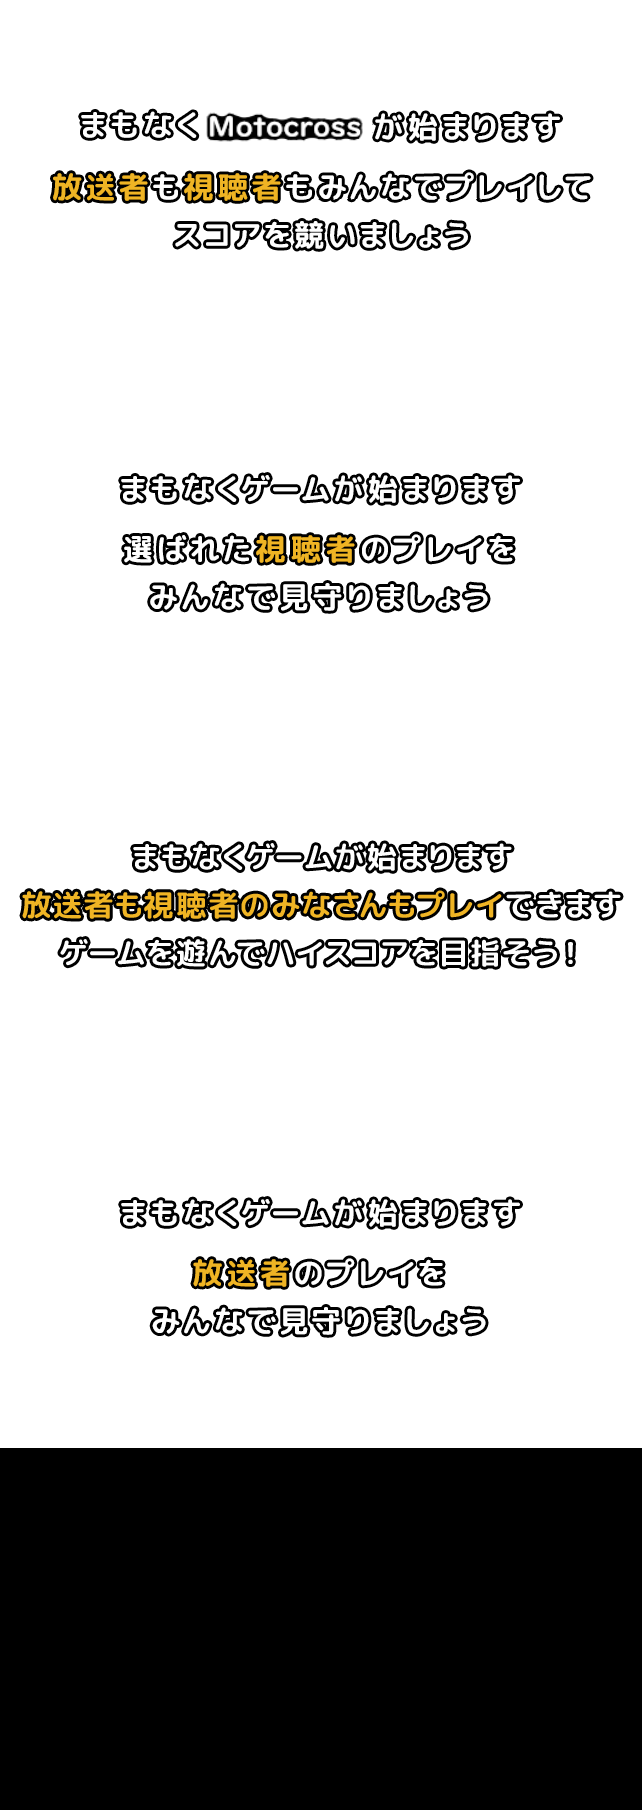 まもなく Motocross が始まります
放送者も視聴者もみんなでプレイして
スコアを競いましょう
まもなくゲームが始まります
選ばれた視聴者のプレイを
みんなで見守りましょう
まもなくゲームが始まります
放送者も視聴者のみなさんもプレイできます
ゲームを遊んでハイスコアを目指そう!
まもなくゲームが始まります
放送者のプレイを
みんなで見守りましょう